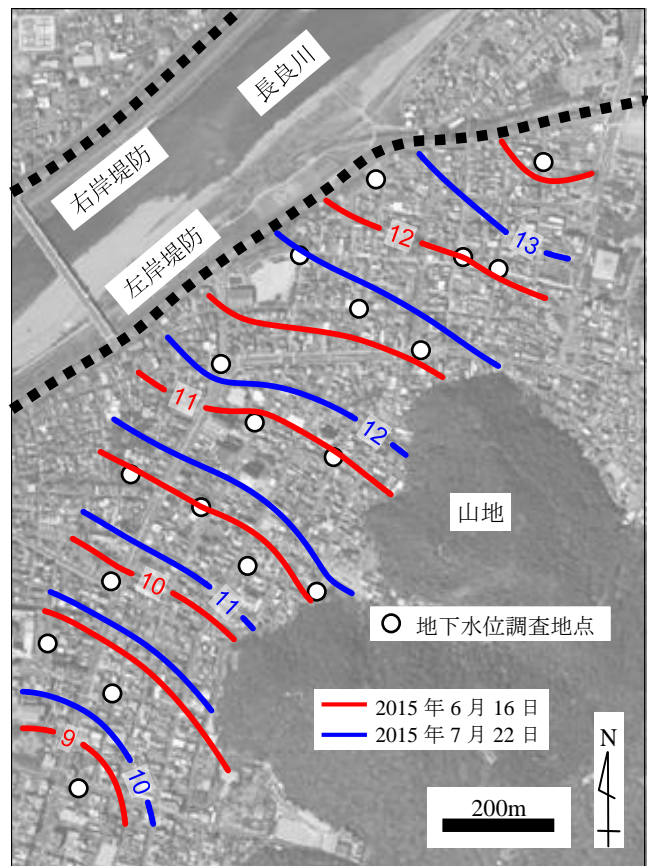 長良川
右岸堤防
左岸堤防
13
12
11
12
山地
10
11
地下水位調査地点
2015 年 6 月 16 日
2015 年 7 月 22 日
9
10
N
200m